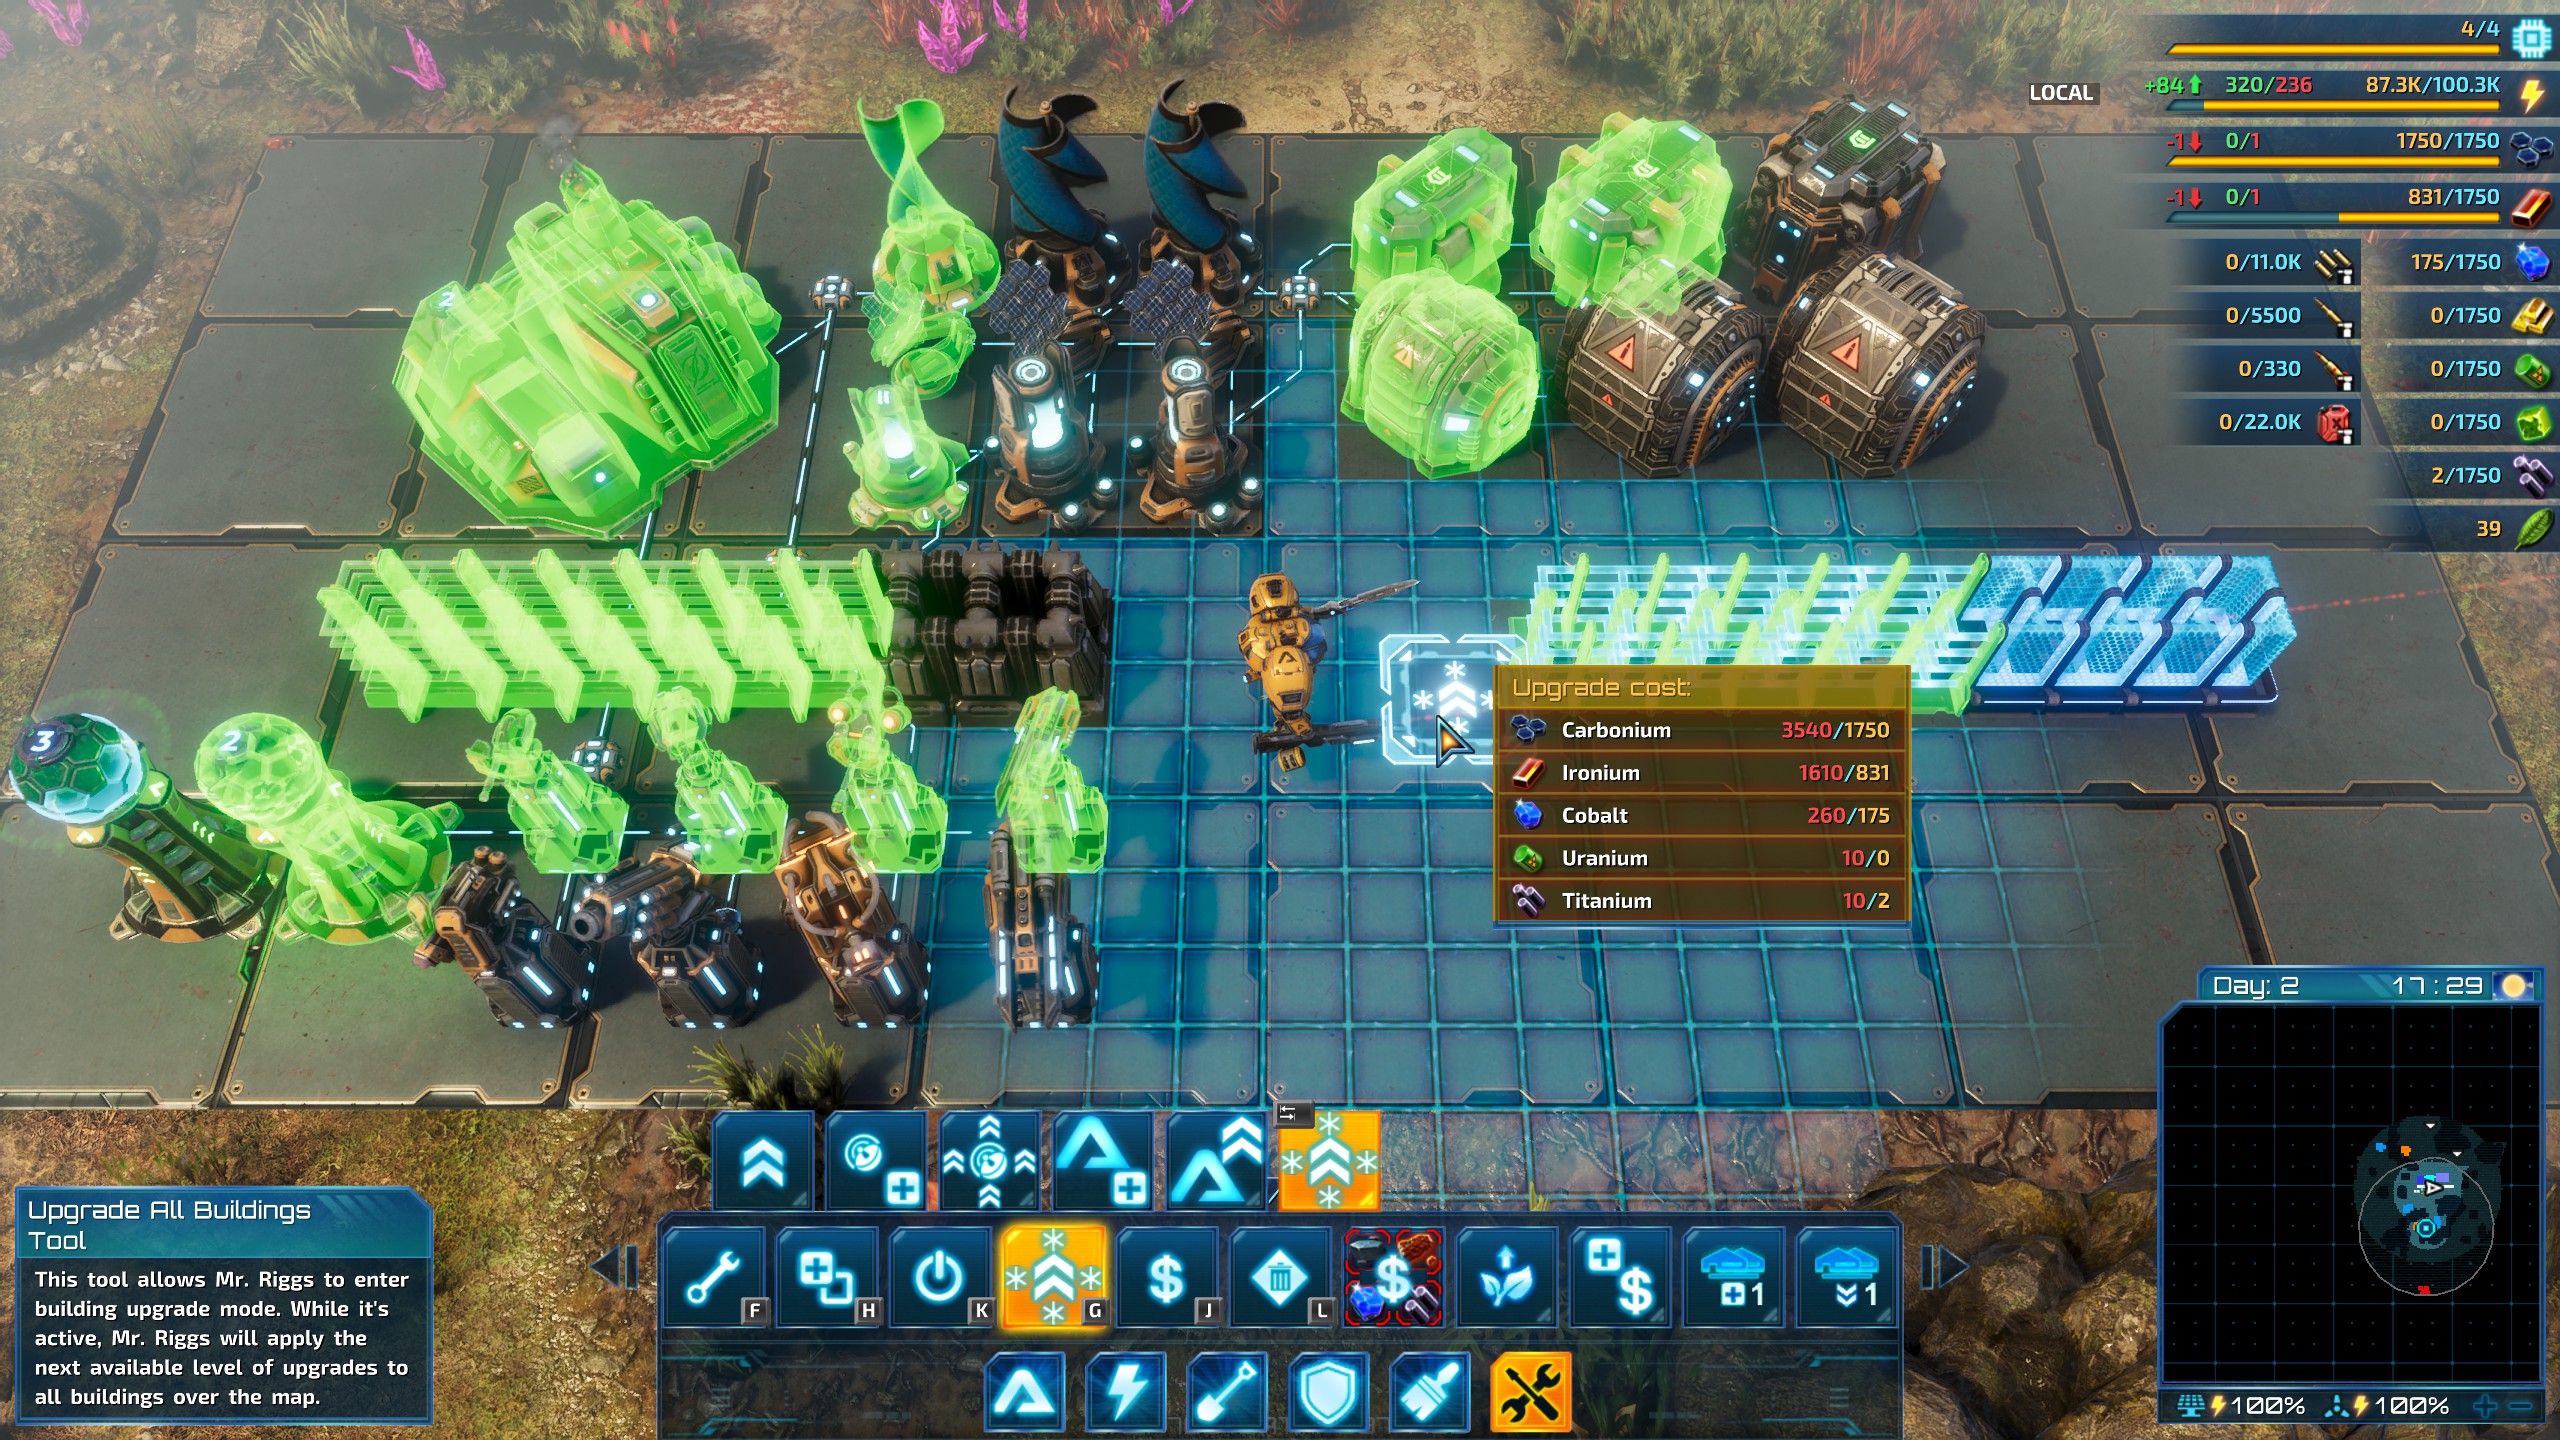 4/4
LOCAL
+84 320/236 87.3K/100.3K
-1 0/1 1750/1750
-1 0/1 831/1750
0/11.0K 175/1750
0/5500 0/1750
0/330 0/1750
0/22.0K 0/1750
2/1750
39
2
3
2
Upgrade cost:
Carbonium 3540/1750
Ironium 1610/831
Cobalt 260/175
Uranium 10/0
Titanium 10/2
Day: 2 17:29
Upgrade All Buildings
Tool
This tool allows Mr. Riggs to enter
building upgrade mode. While it's
active, Mr. Riggs will apply the
next available level of upgrades to
all buildings over the map.
F H K G J L 1 1
100% 100%